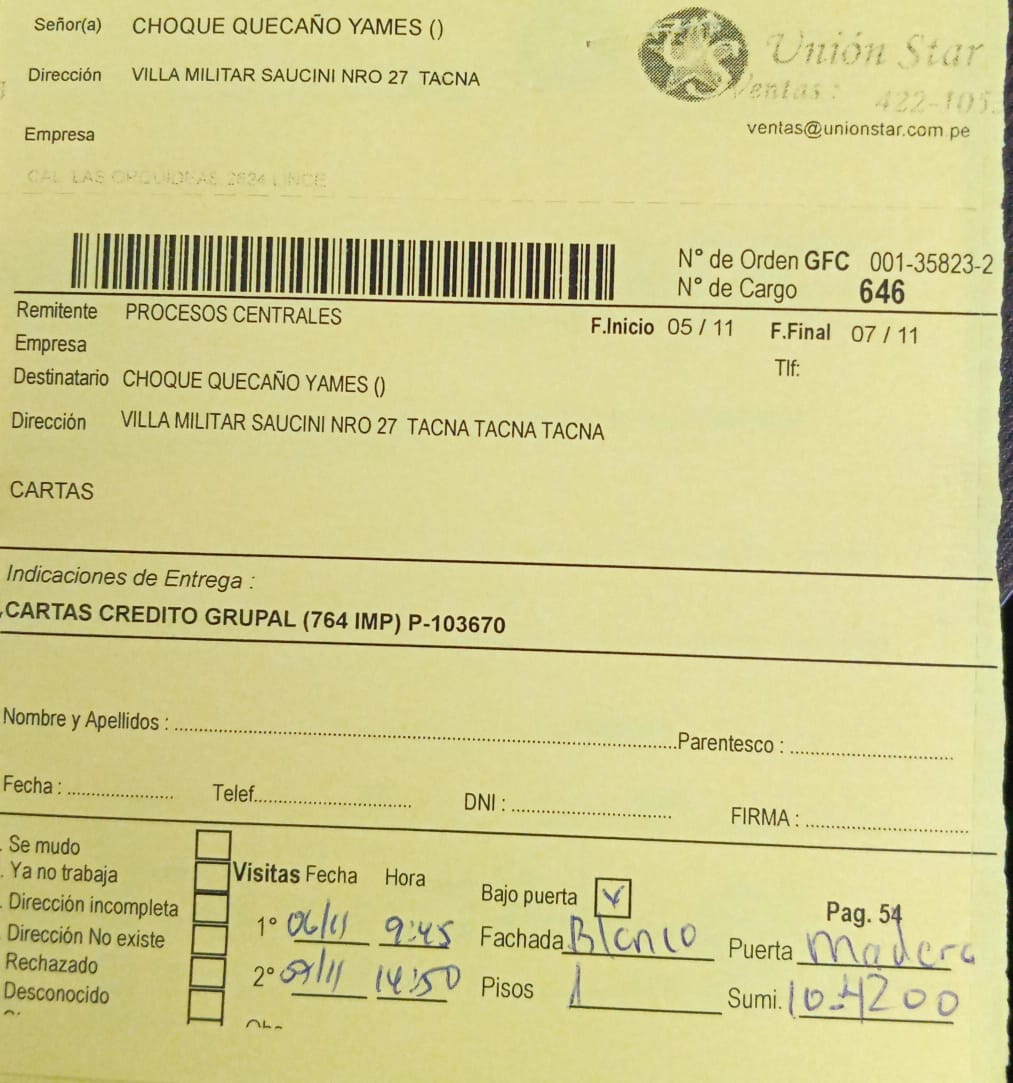 Señor(a) CHOQUE QUECAÑO YAMES ()
Unión Star
Dirección VILLA MILITAR SAUCINI NRO 27 TACNA
Ventas: 422-105
ventas@unionstar.com.pe
Empresa
CAL LAS ORQUIDEAS 2624 LINCE
N° de Orden GFC 001-35823-2
N° de Cargo 646
Remitente PROCESOS CENTRALES
F.Inicio 05 / 11 F.Final 07 / 11
Empresa
Tlf:
Destinatario CHOQUE QUECAÑO YAMES ()
Dirección VILLA MILITAR SAUCINI NRO 27 TACNA TACNA TACNA
CARTAS
Indicaciones de Entrega :
CARTAS CREDITO GRUPAL (764 IMP) P-103670
Nombre y Apellidos : Parentesco :
Fecha : Telef. DNI : FIRMA :
Se mudo
Ya no trabaja
Dirección incompleta
Dirección No existe
Rechazado
Desconocido
Visitas Fecha Hora
1° 06/11 9:45
2° 07/11 14:50
Bajo puerta
Pag. 54
Fachada Blanco Puerta Madera
Pisos 1 Sumi. 10-4200